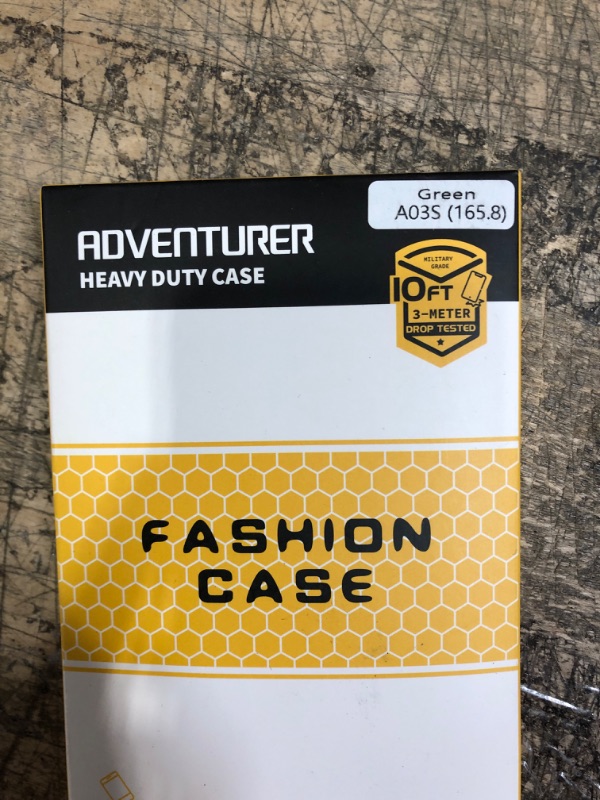 Green
A03S (165.8)
ADVENTURER
HEAVY DUTY CASE
MILITARY
GRADE
10FT
3-METER
DROP TESTED
FASHION
CASE